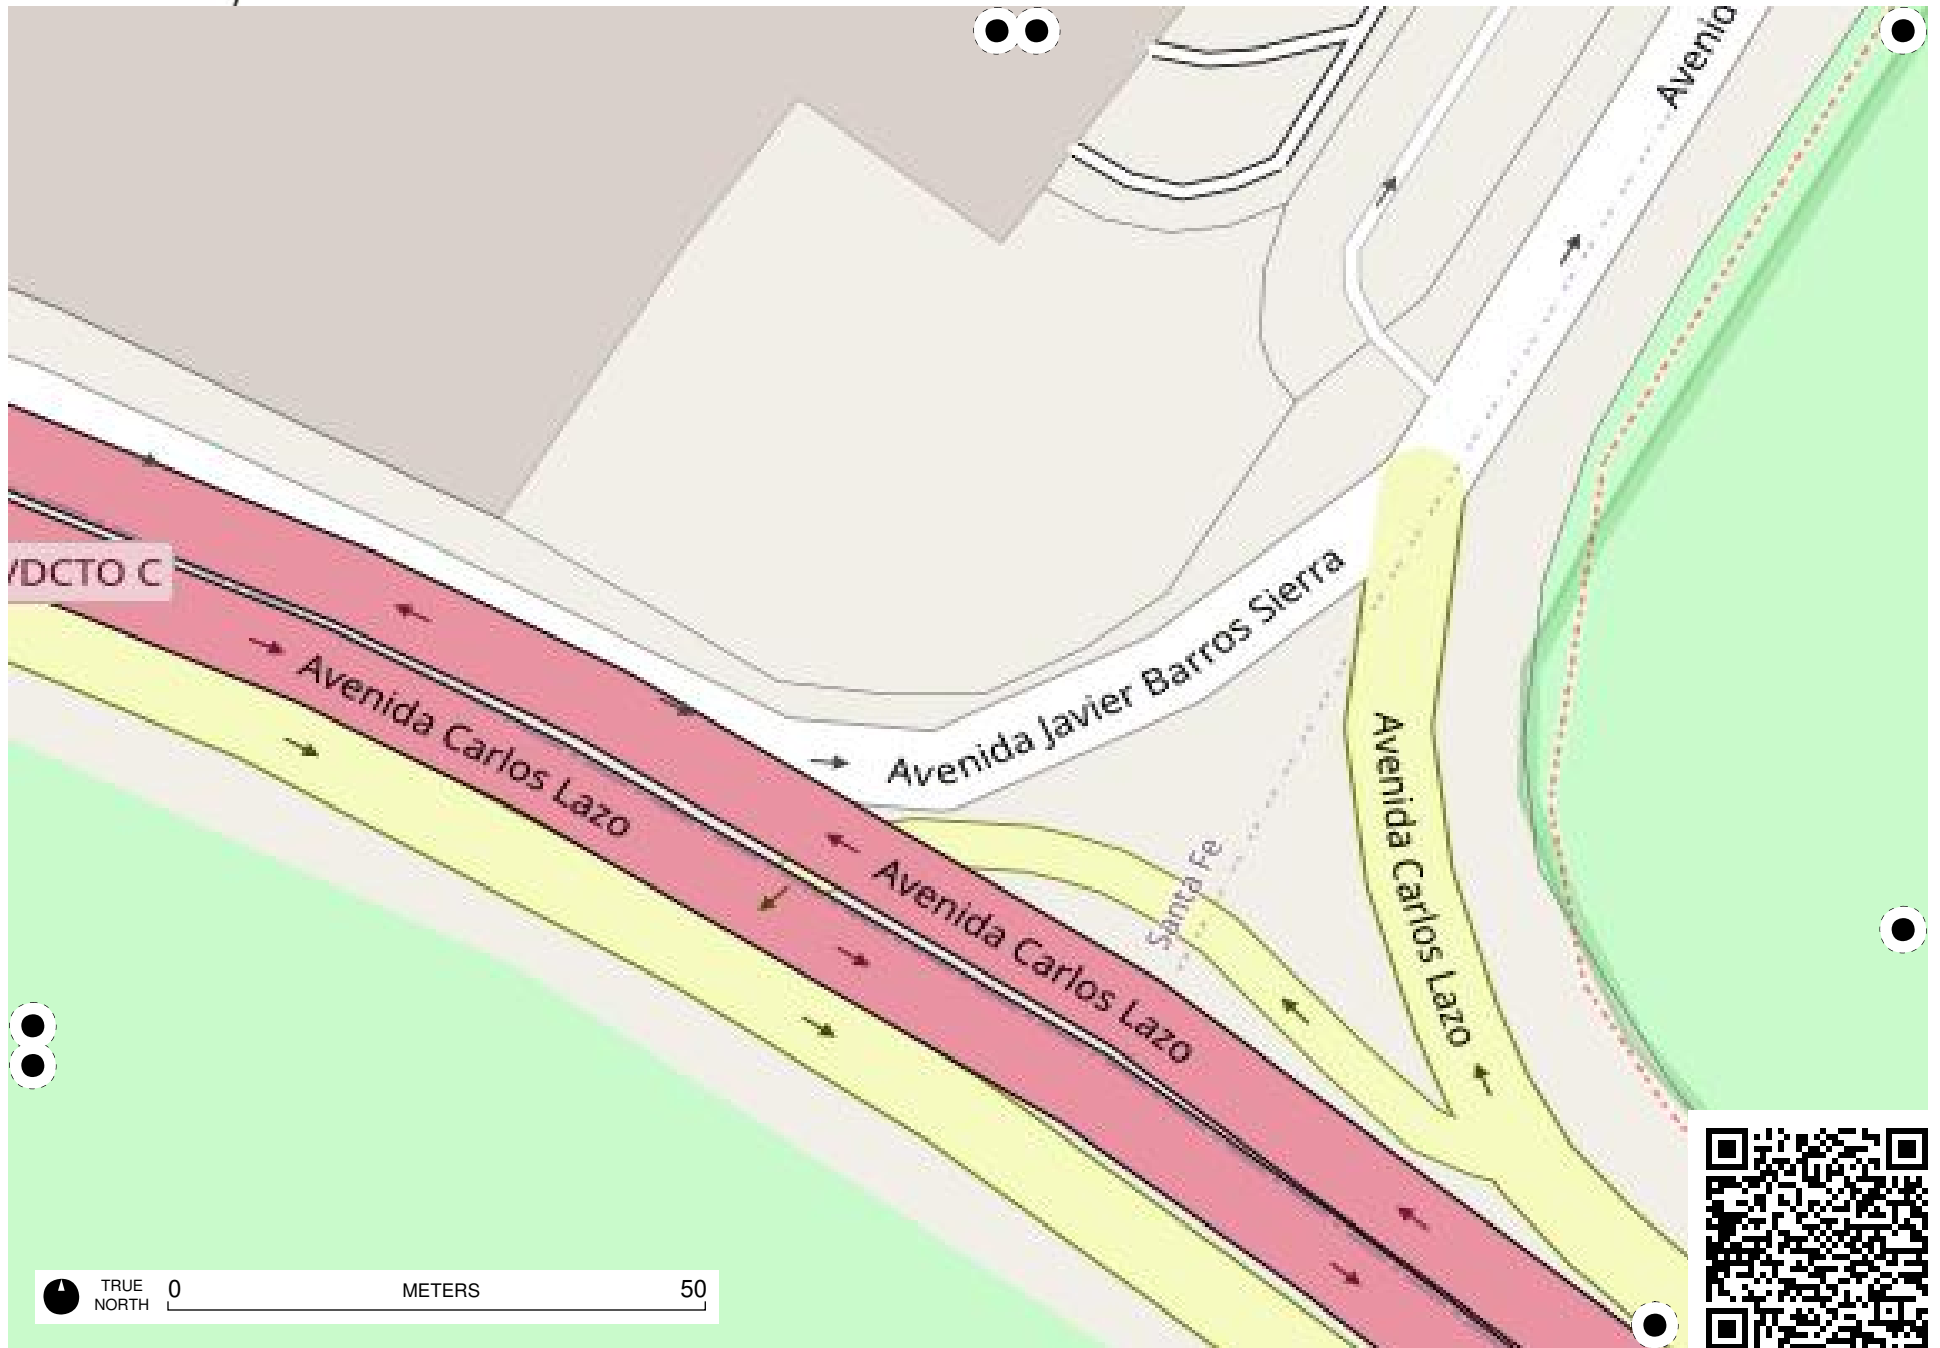 Avenid
/DCTO C
Avenida Javier Barros Sierra
Avenida Carlos Lazo
Avenida Carlos Lazo
Avenida Carlos Lazo
Santa Fe
TRUE NORTH
0 METERS 50